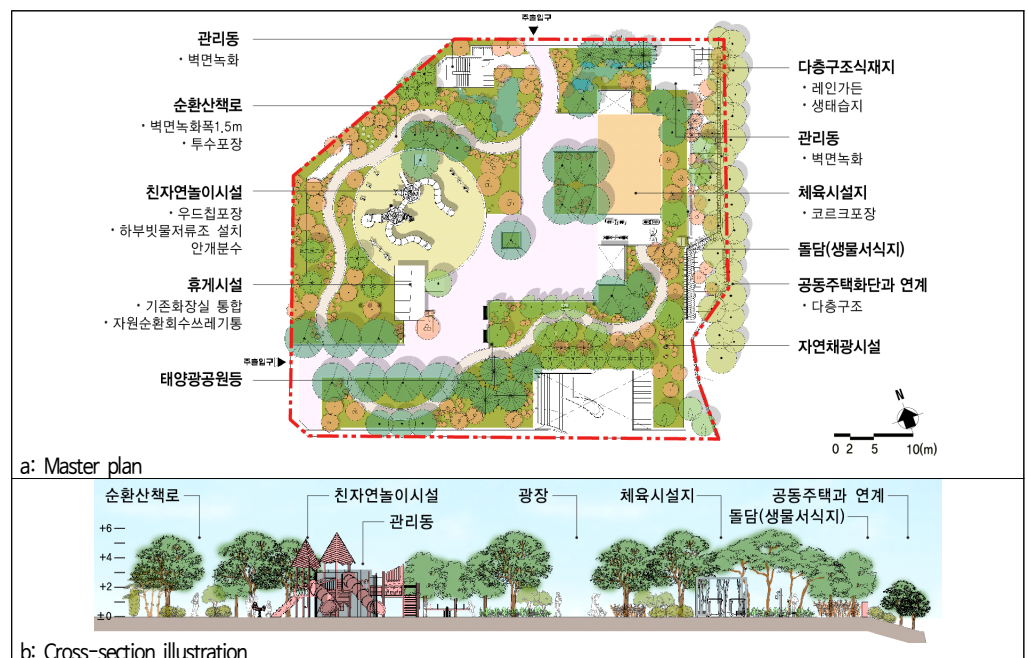 주출입구
관리동
· 벽면녹화
순환산책로
· 벽면녹화폭1.5m
· 투수포장
친자연놀이시설
· 우드칩포장
· 하부빗물저류조 설치
안개분수
휴게시설
· 기존화장실 통합
· 자원순환회수쓰레기통
주출입구
태양광공원등
다층구조식재지
· 레인가든
· 생태습지
관리동
· 벽면녹화
체육시설지
· 코르크포장
돌담(생물서식지)
공동주택화단과 연계
· 다층구조
자연채광시설
N
0 2 5 10(m)
a: Master plan
순환산책로 친자연놀이시설 광장 체육시설지 공동주택과 연계
관리동 돌담(생물서식지)
+6
+4
+2
±0
b: Cross-section illustration